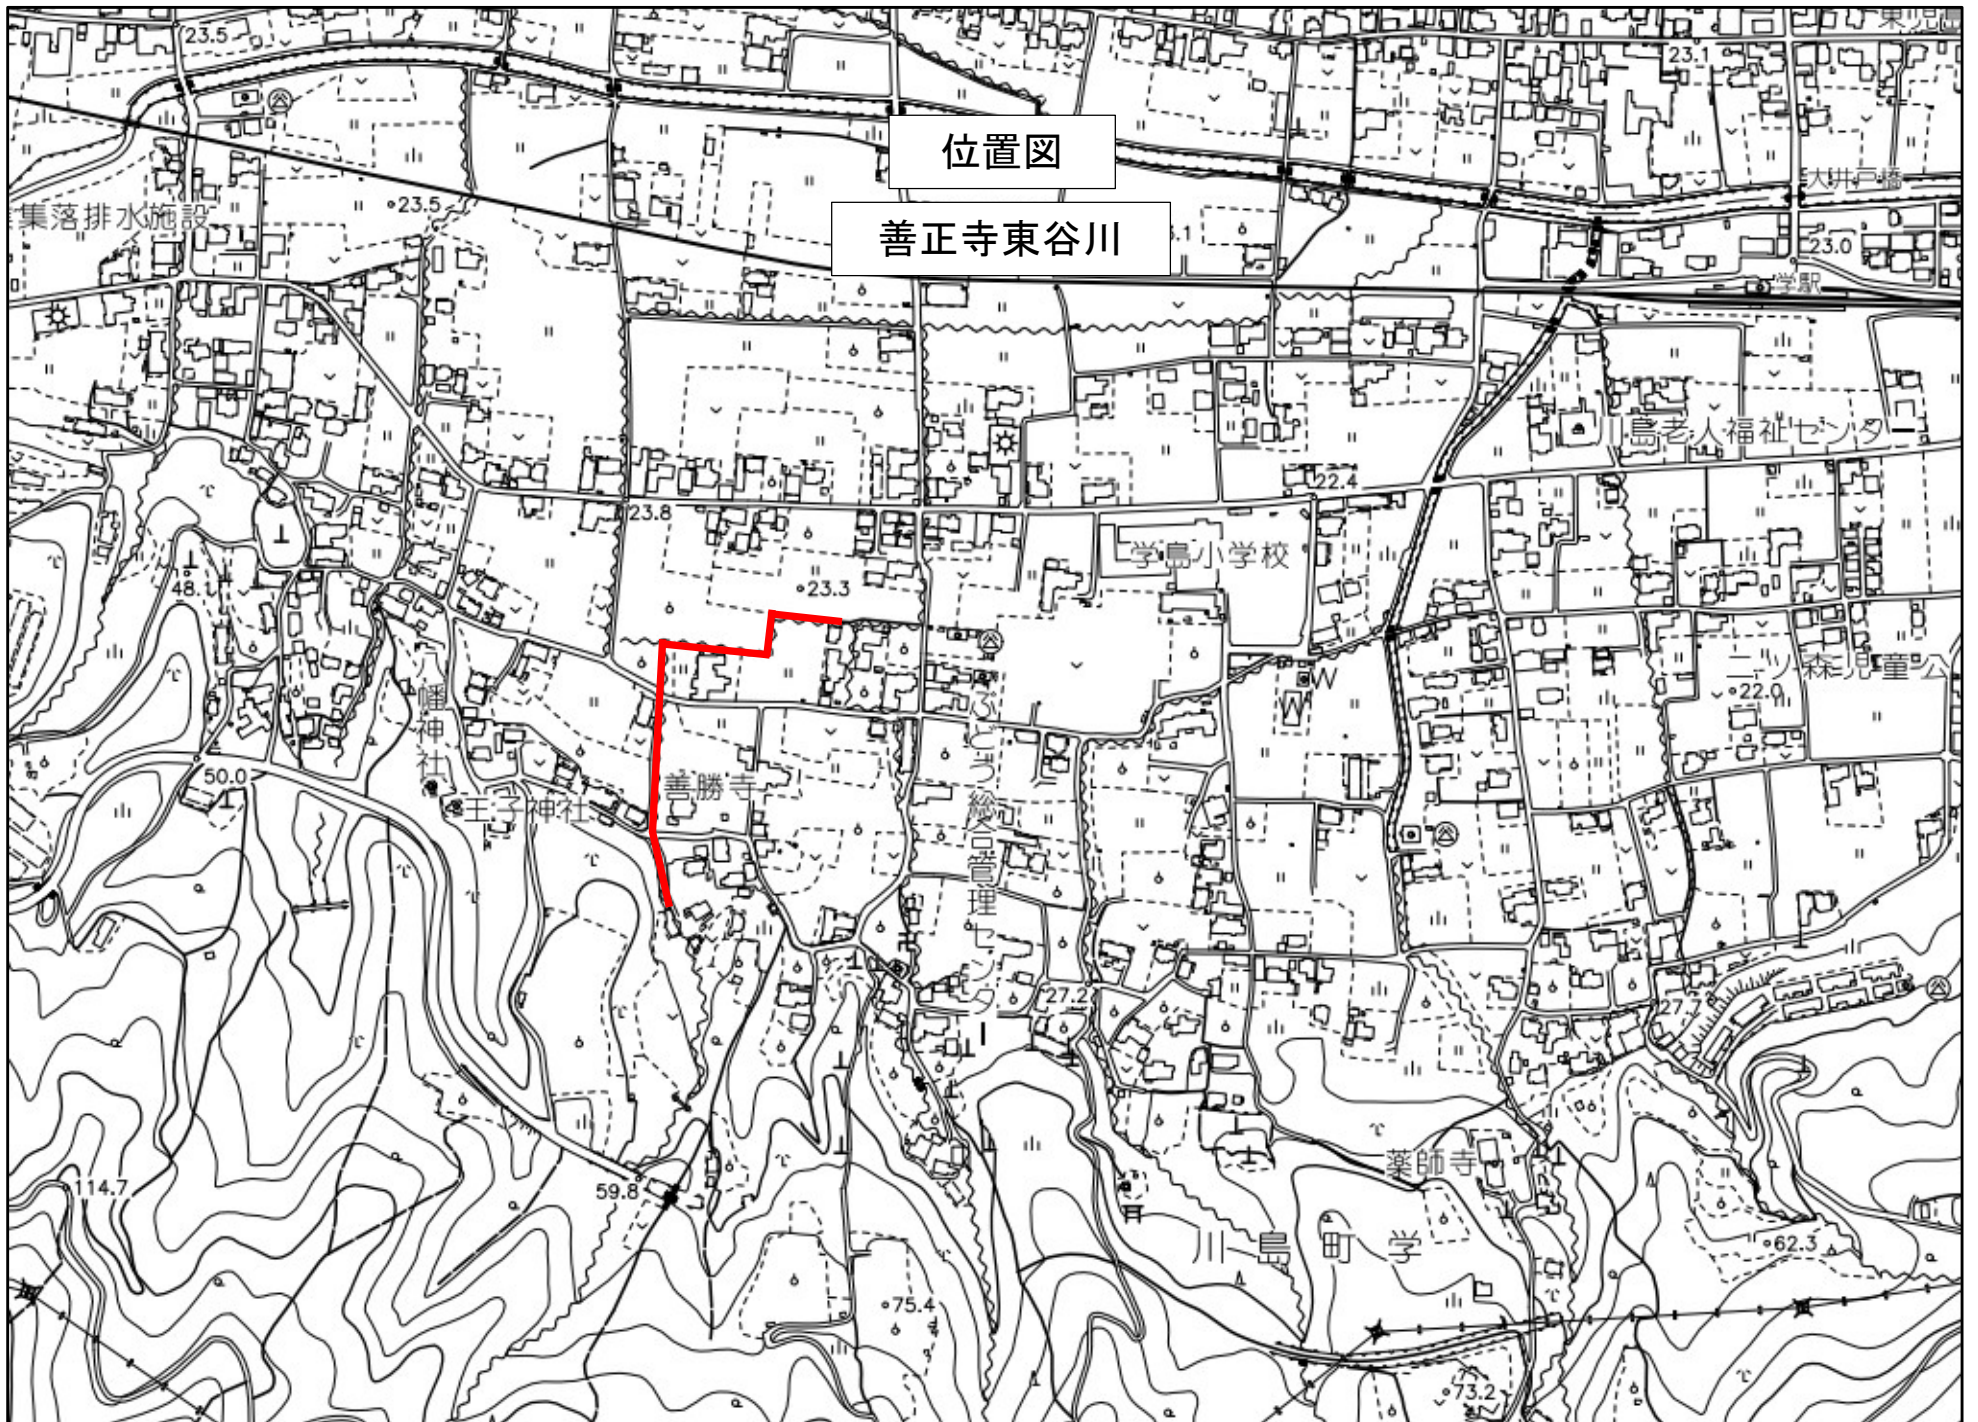 23.5
23.1
位置図
大井戸橋
集落排水施設
23.5
善正寺東谷川
.1
23.0
学駅
川島老人福祉センター
22.4
23.8
学島小学校
48.1
23.3
二ツ森児童公
22.0
八幡神社
ぶどう総合管理センター
50.0
善勝寺
王子神社
W
W
27.2
27.7
薬師寺
114.7
59.8
川島町学
62.3
75.4
73.2